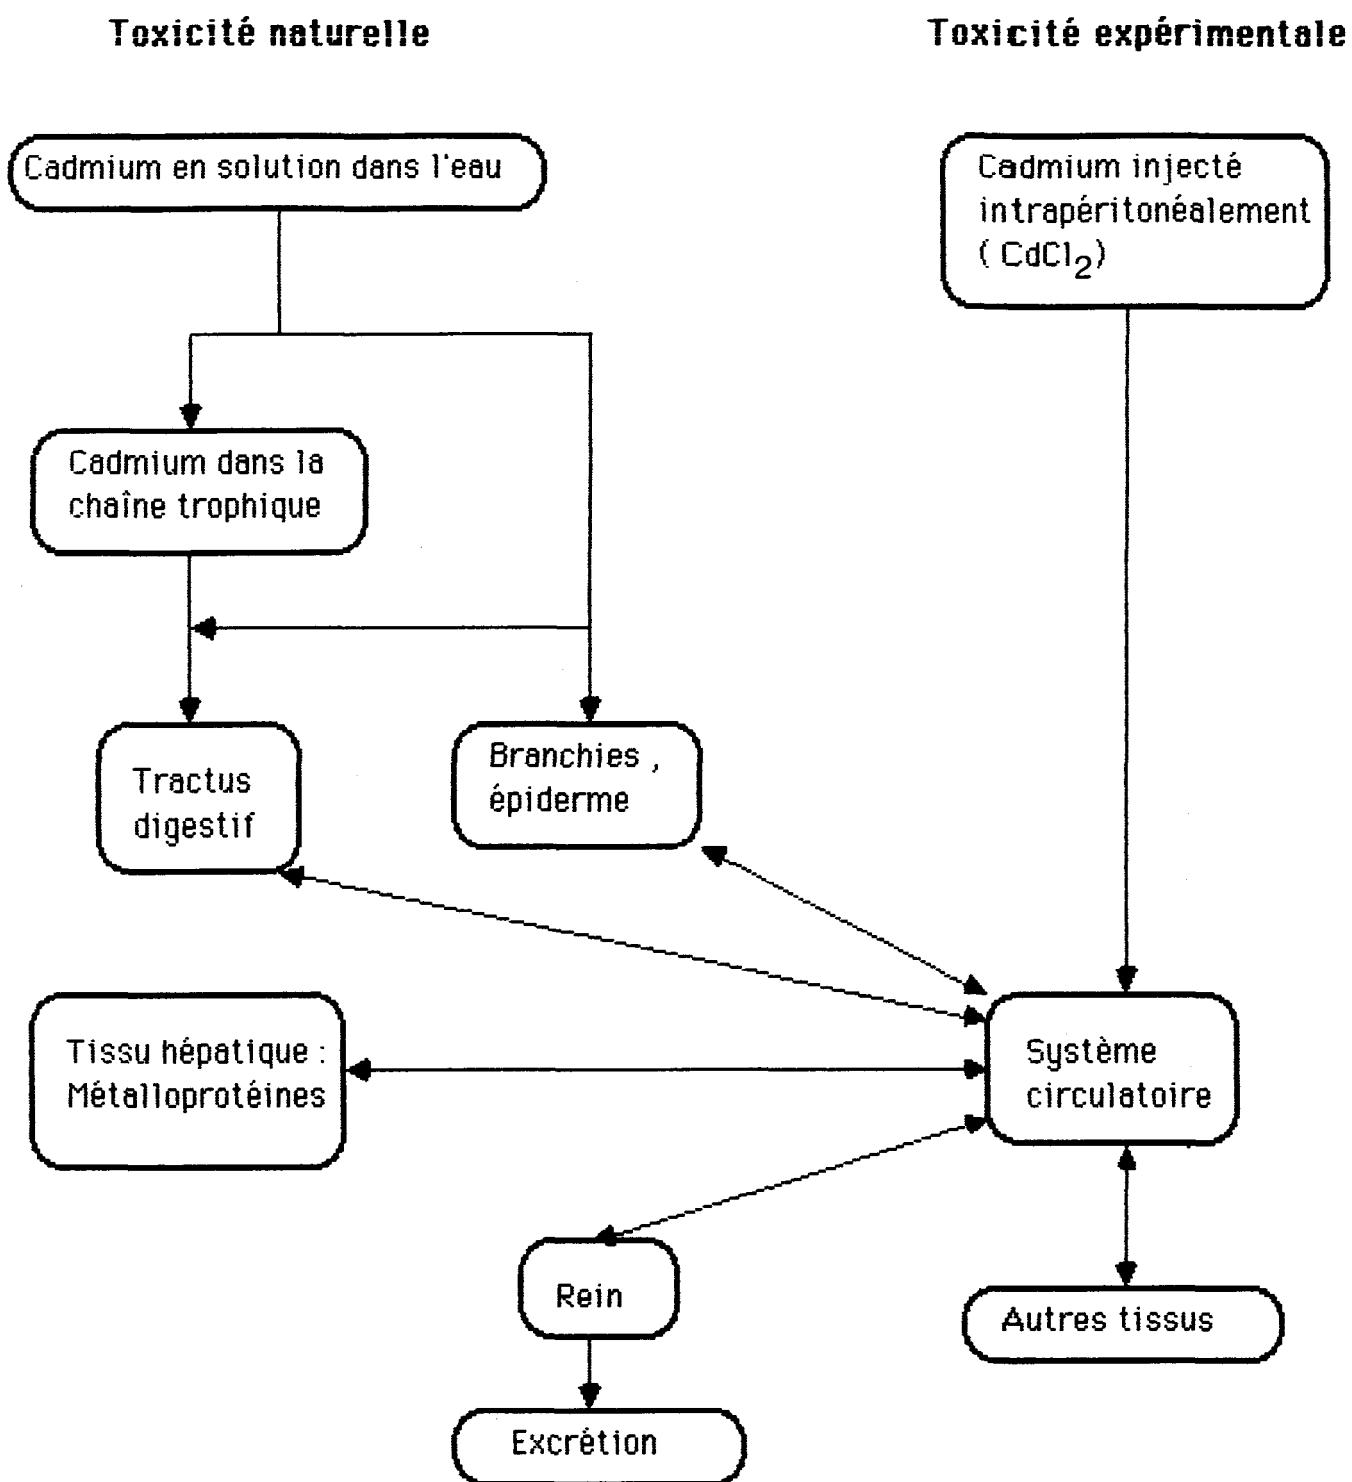 Toxicité naturelle
Toxicité expérimentale
Cadmium en solution dans l'eau
Cadmium injecté
intrapéritonéalement
( CdCl₂)
Cadmium dans la
chaîne trophique
Tractus
digestif
Branchies ,
épiderme
Tissu hépatique :
Métalloprotéines
Système
circulatoire
Rein
Autres tissus
Excrétion